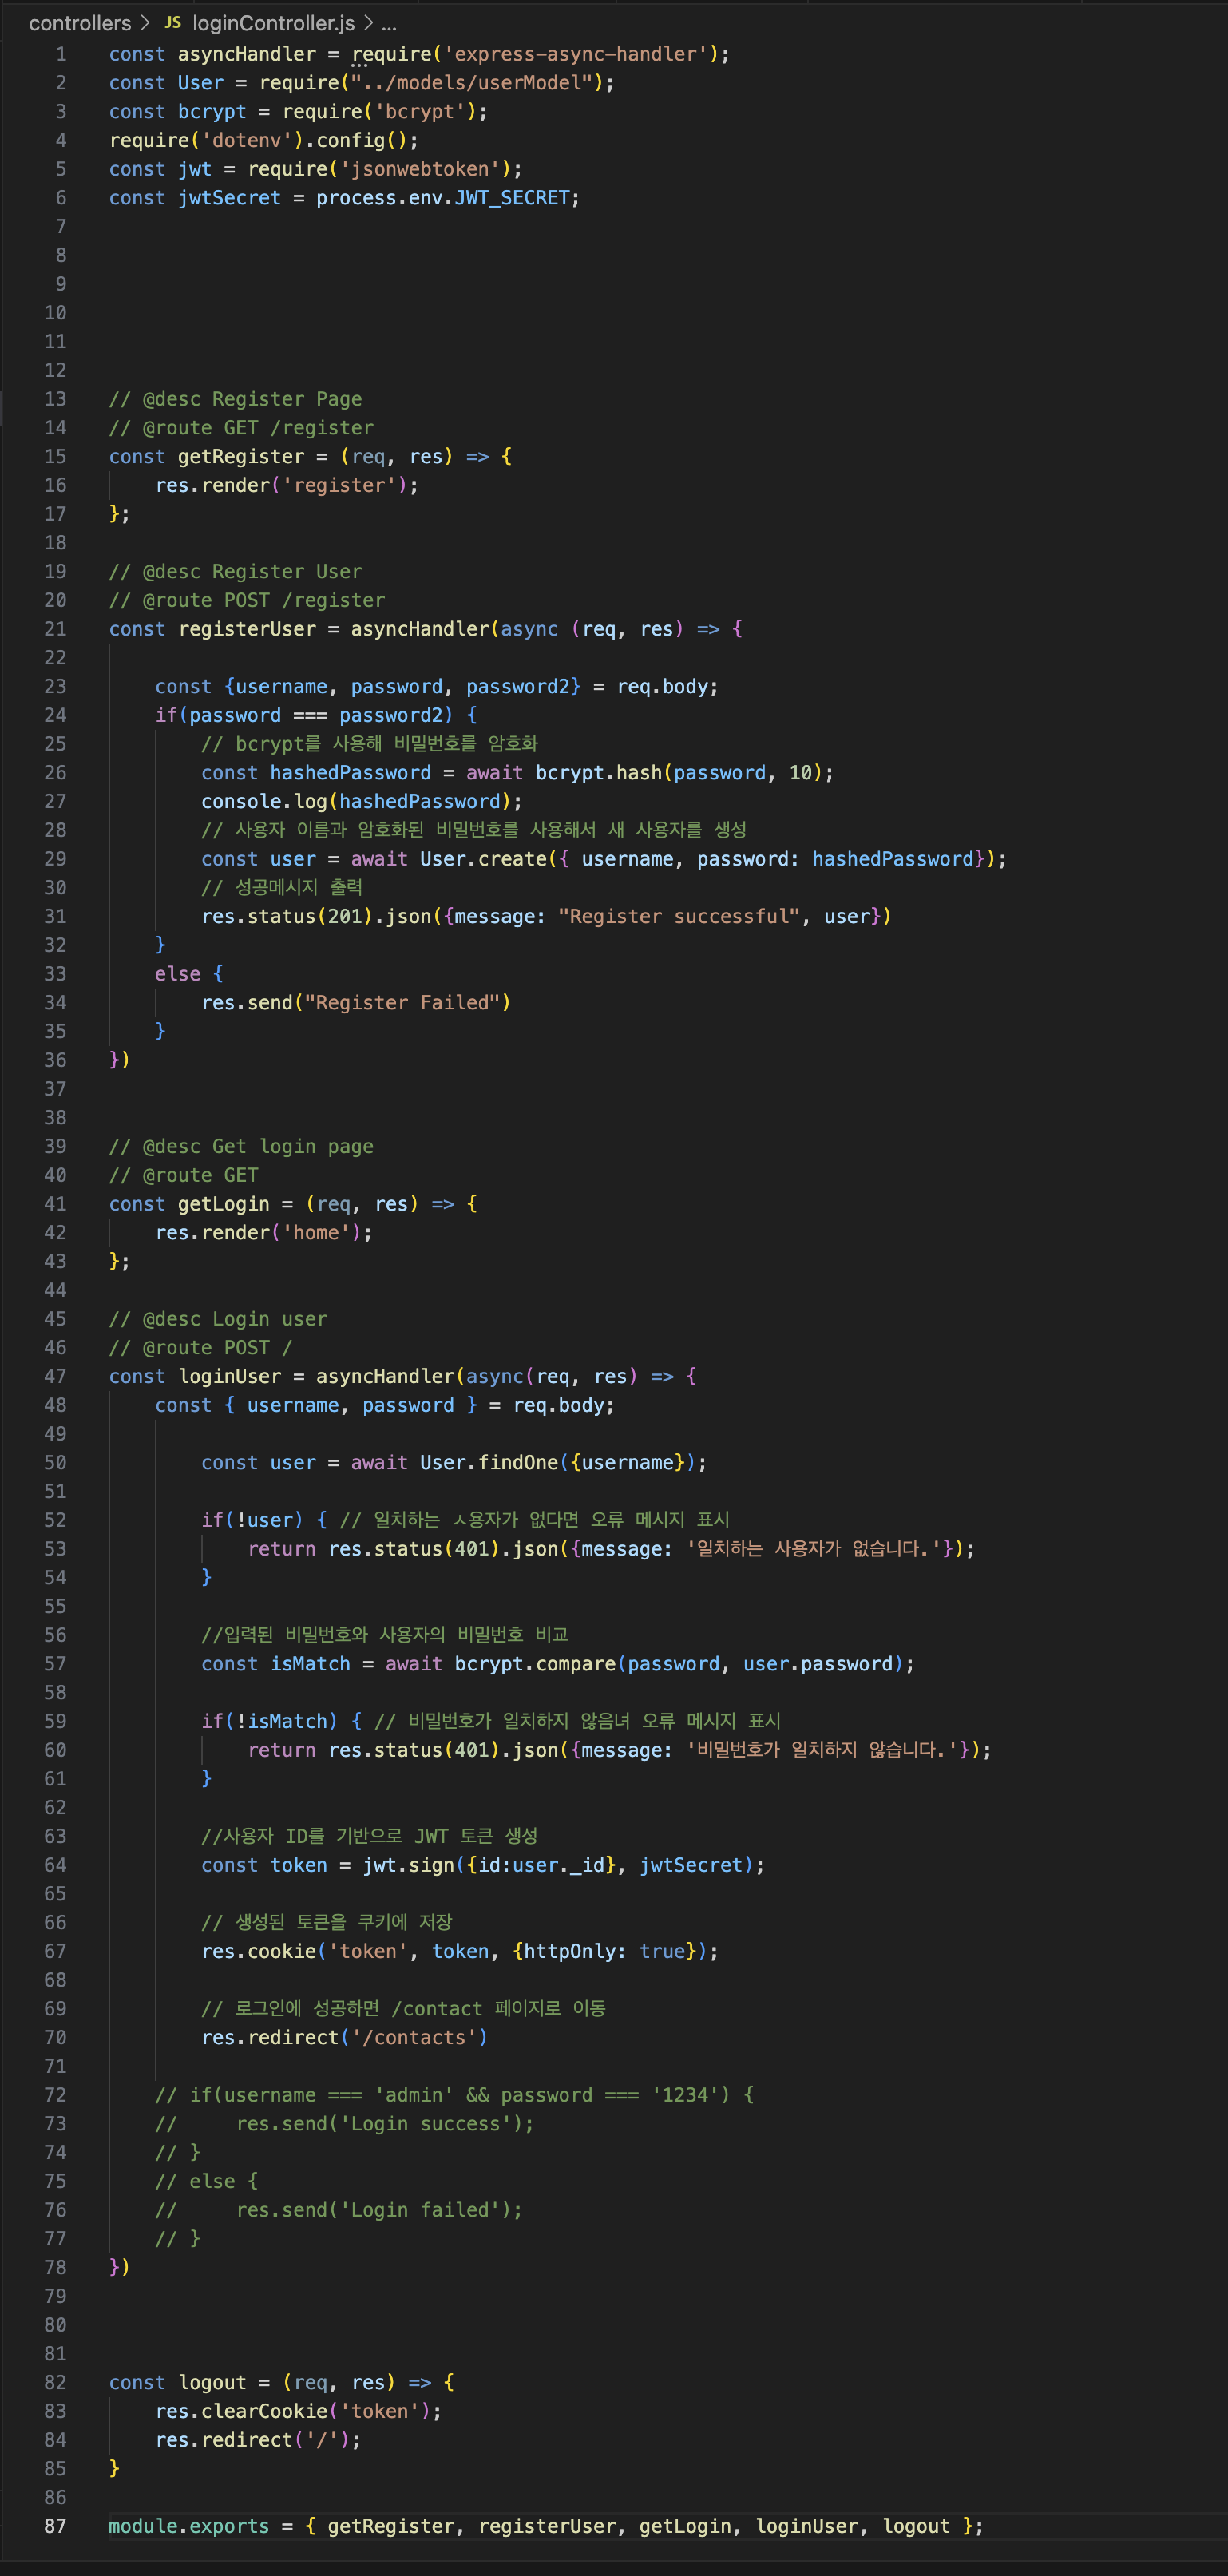 controllers > JS loginController.js > ...
1 const asyncHandler = require('express-async-handler');
2 const User = require("../models/userModel");
3 const bcrypt = require('bcrypt');
4 require('dotenv').config();
5 const jwt = require('jsonwebtoken');
6 const jwtSecret = process.env.JWT_SECRET;
7
8
9
10
11
12
13 // @desc Register Page
14 // @route GET /register
15 const getRegister = (req, res) => {
16     res.render('register');
17 };
18
19 // @desc Register User
20 // @route POST /register
21 const registerUser = asyncHandler(async (req, res) => {
22
23     const {username, password, password2} = req.body;
24     if(password === password2) {
25         // bcrypt를 사용해 비밀번호를 암호화
26         const hashedPassword = await bcrypt.hash(password, 10);
27         console.log(hashedPassword);
28         // 사용자 이름과 암호화된 비밀번호를 사용해서 새 사용자를 생성
29         const user = await User.create({ username, password: hashedPassword});
30         // 성공메시지 출력
31         res.status(201).json({message: "Register successful", user})
32     }
33     else {
34         res.send("Register Failed")
35     }
36 })
37
38
39 // @desc Get login page
40 // @route GET
41 const getLogin = (req, res) => {
42     res.render('home');
43 };
44
45 // @desc Login user
46 // @route POST /
47 const loginUser = asyncHandler(async(req, res) => {
48     const { username, password } = req.body;
49
50         const user = await User.findOne({username});
51
52         if(!user) { // 일치하는 ㅅ용자가 없다면 오류 메시지 표시
53             return res.status(401).json({message: '일치하는 사용자가 없습니다.'});
54         }
55
56         //입력된 비밀번호와 사용자의 비밀번호 비교
57         const isMatch = await bcrypt.compare(password, user.password);
58
59         if(!isMatch) { // 비밀번호가 일치하지 않음녀 오류 메시지 표시
60             return res.status(401).json({message: '비밀번호가 일치하지 않습니다.'});
61         }
62
63         //사용자 ID를 기반으로 JWT 토큰 생성
64         const token = jwt.sign({id:user._id}, jwtSecret);
65
66         // 생성된 토큰을 쿠키에 저장
67         res.cookie('token', token, {httpOnly: true});
68
69         // 로그인에 성공하면 /contact 페이지로 이동
70         res.redirect('/contacts')
71
72     // if(username === 'admin' && password === '1234') {
73     //     res.send('Login success');
74     // }
75     // else {
76     //     res.send('Login failed');
77     // }
78 })
79
80
81
82 const logout = (req, res) => {
83     res.clearCookie('token');
84     res.redirect('/');
85 }
86
87 module.exports = { getRegister, registerUser, getLogin, loginUser, logout };